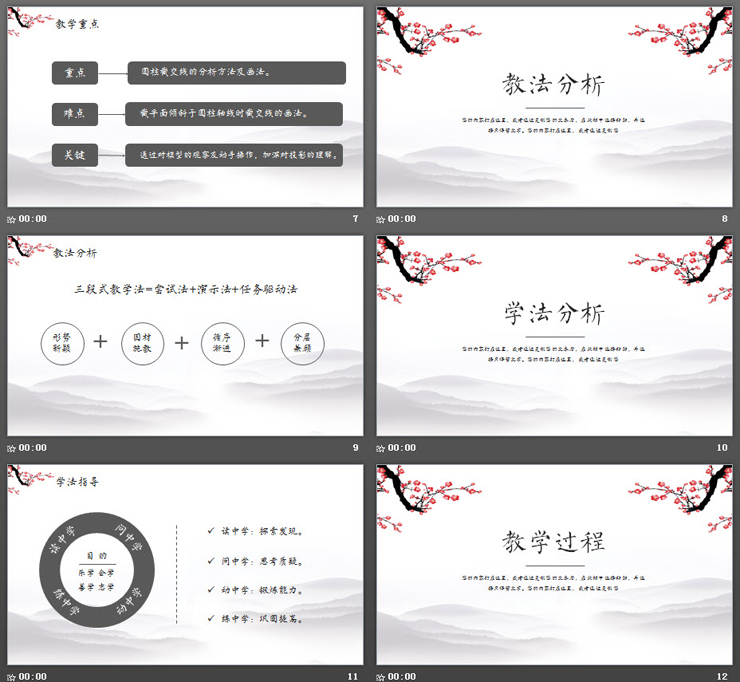 教学重点
重点
圆柱截交线的分析方法及画法。
难点
截平面倾斜于圆柱轴线时截交线的画法。
关键
通过对模型的观察及动手操作，加深对投影的理解。
00:00
7
教法分析
00:00
8
教法分析
三段式教学法=尝试法+演示法+任务驱动法
形势
新颖
+
因材
施教
+
循序
渐进
+
分层
兼顾
00:00
9
学法分析
00:00
10
学法指导
读中学
问中学
目的
乐学 会学
善学 志学
练中学
动中学
✓ 读中学：探索发现。
✓ 问中学：思考质疑。
✓ 动中学：锻炼能力。
✓ 练中学：巩固提高。
00:00
11
教学过程
00:00
12